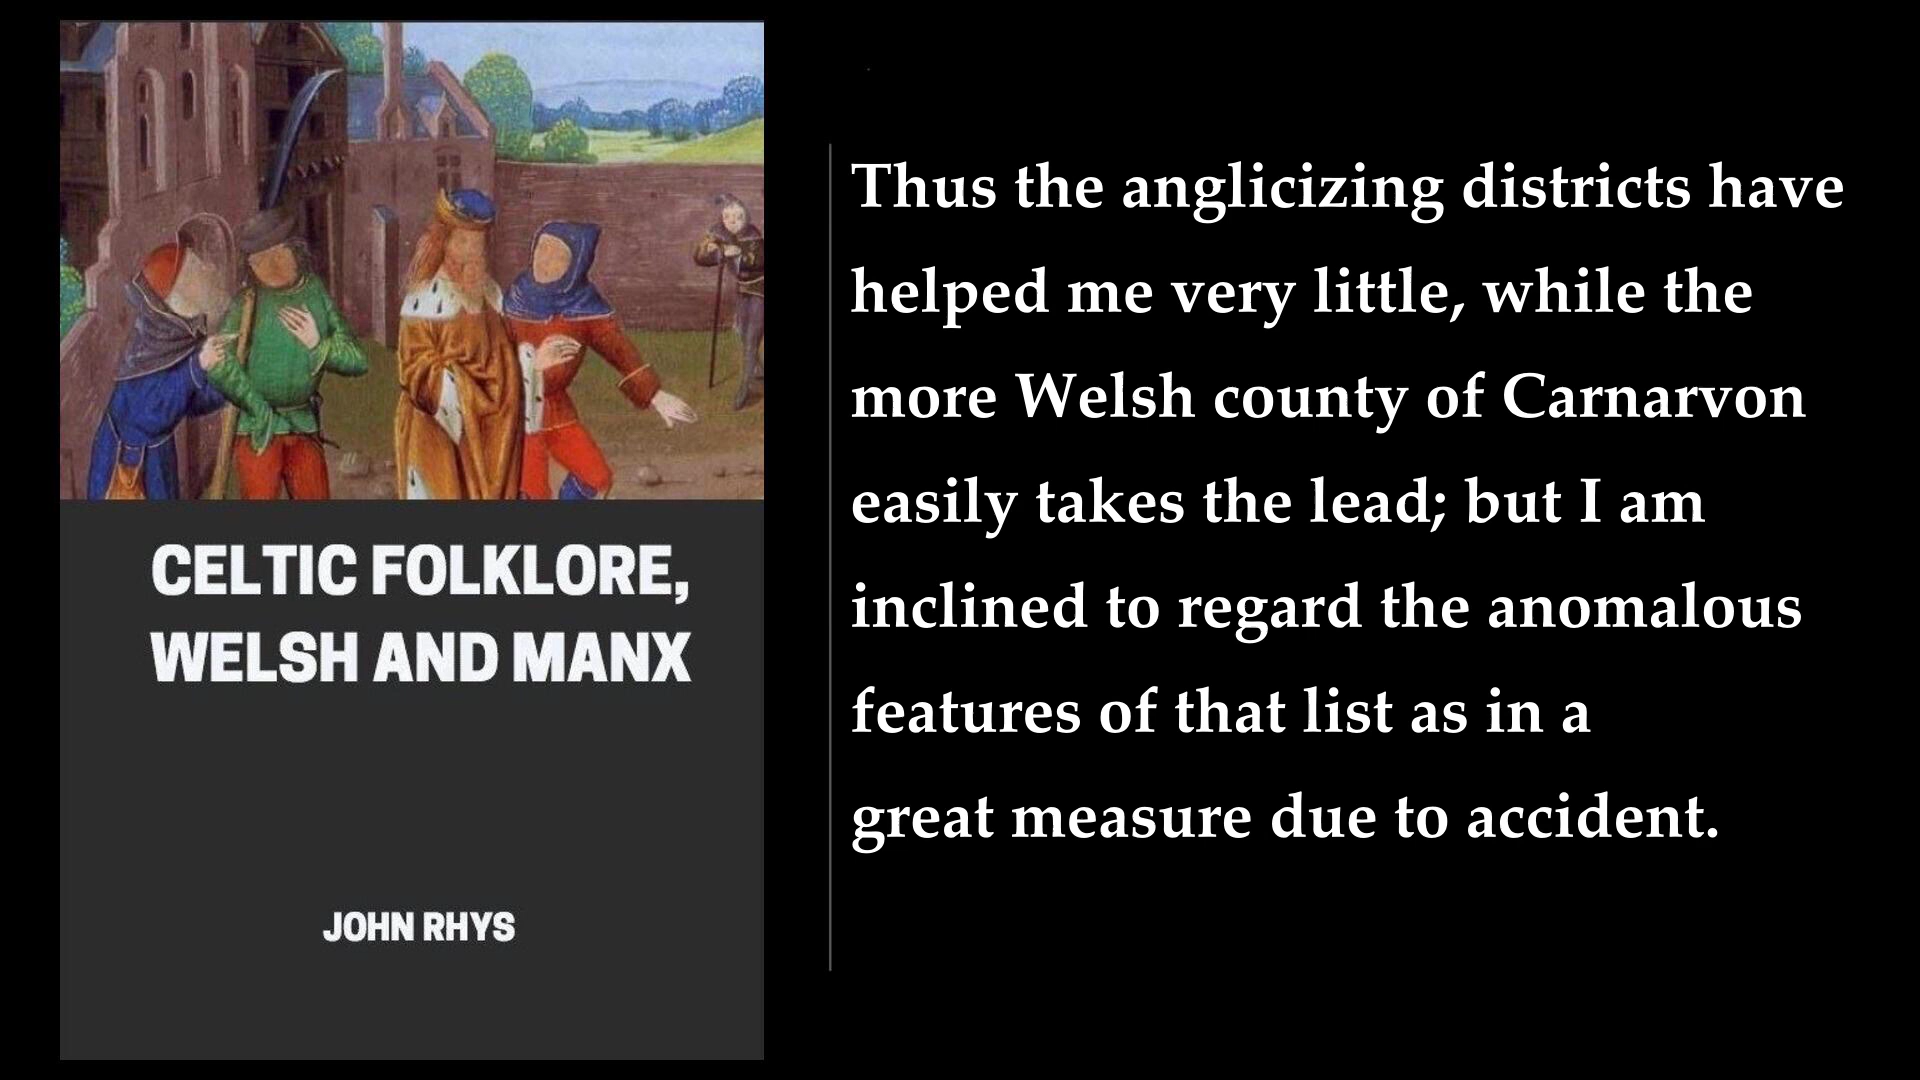 CELTIC FOLKLORE,
WELSH AND MANX
JOHN RHYS
Thus the anglicizing districts have
helped me very little, while the
more Welsh county of Carnarvon
easily takes the lead; but I am
inclined to regard the anomalous
features of that list as in a
great measure due to accident.